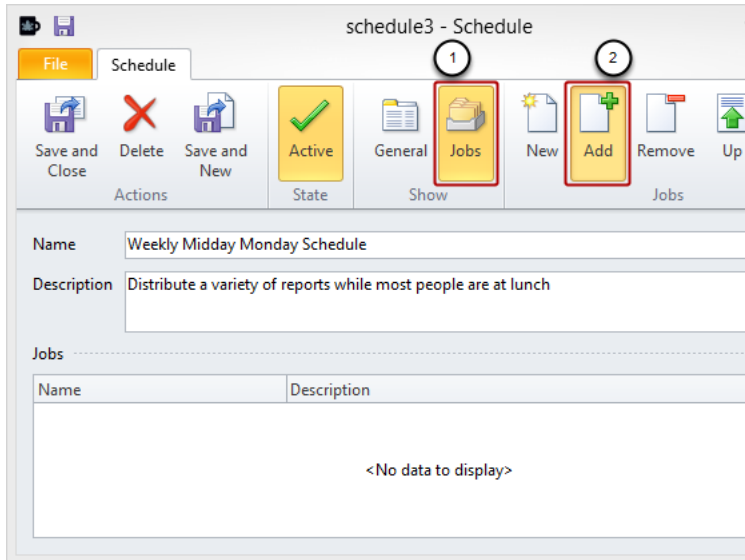 schedule3 - Schedule
1
2
File
Schedule
Save and Close
Delete
Save and New
Active
General
Jobs
New
Add
Remove
Up
Actions
State
Show
Jobs
Name
Weekly Midday Monday Schedule
Description
Distribute a variety of reports while most people are at lunch
Jobs
Name
Description
<No data to display>